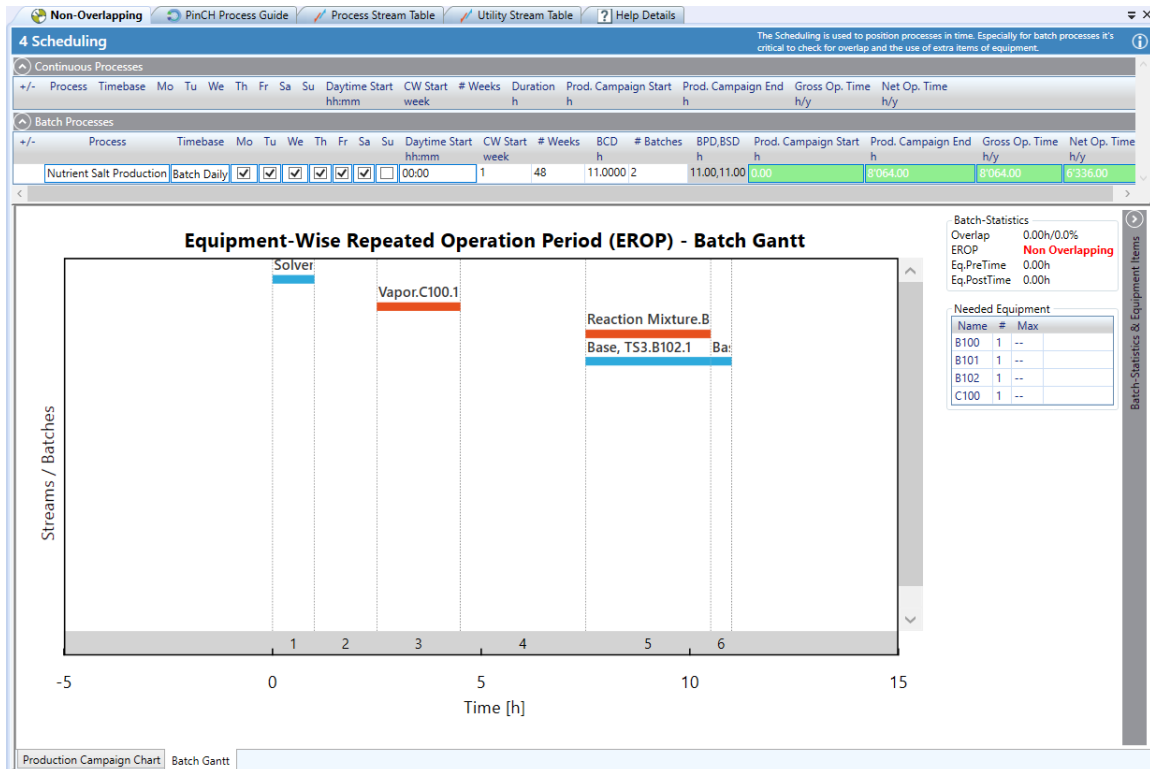 Non-Overlapping PinCH Process Guide Process Stream Table Utility Stream Table ? Help Details
4 Scheduling
The Scheduling is used to position processes in time. Especially for batch processes it's
critical to check for overlap and the use of extra items of equipment.
Continuous Processes
+/- Process Timebase Mo Tu We Th Fr Sa Su Daytime Start CW Start # Weeks Duration Prod. Campaign Start Prod. Campaign End Gross Op. Time Net Op. Time
hh:mm week h h h h/y h/y
Batch Processes
+/- Process Timebase Mo Tu We Th Fr Sa Su Daytime Start CW Start # Weeks BCD # Batches BPD,BSD Prod. Campaign Start Prod. Campaign End Gross Op. Time Net Op. Time
hh:mm week h h h h h/y h/y
Nutrient Salt Production Batch Daily 00:00 1 48 11.0000 2 11.00,11.00 0.00 8'064.00 8'064.00 6'336.00
Equipment-Wise Repeated Operation Period (EROP) - Batch Gantt
Solver
Vapor.C100.1
Reaction Mixture.B
Base, TS3.B102.1 Bas
Streams / Batches
1 2 3 4 5 6
-5 0 5 10 15
Time [h]
Batch-Statistics
Overlap 0.00h/0.0%
EROP Non Overlapping
Eq.PreTime 0.00h
Eq.PostTime 0.00h
Needed Equipment
Name # Max
B100 1 --
B101 1 --
B102 1 --
C100 1 --
Batch-Statistics & Equipment Items
Production Campaign Chart Batch Gantt